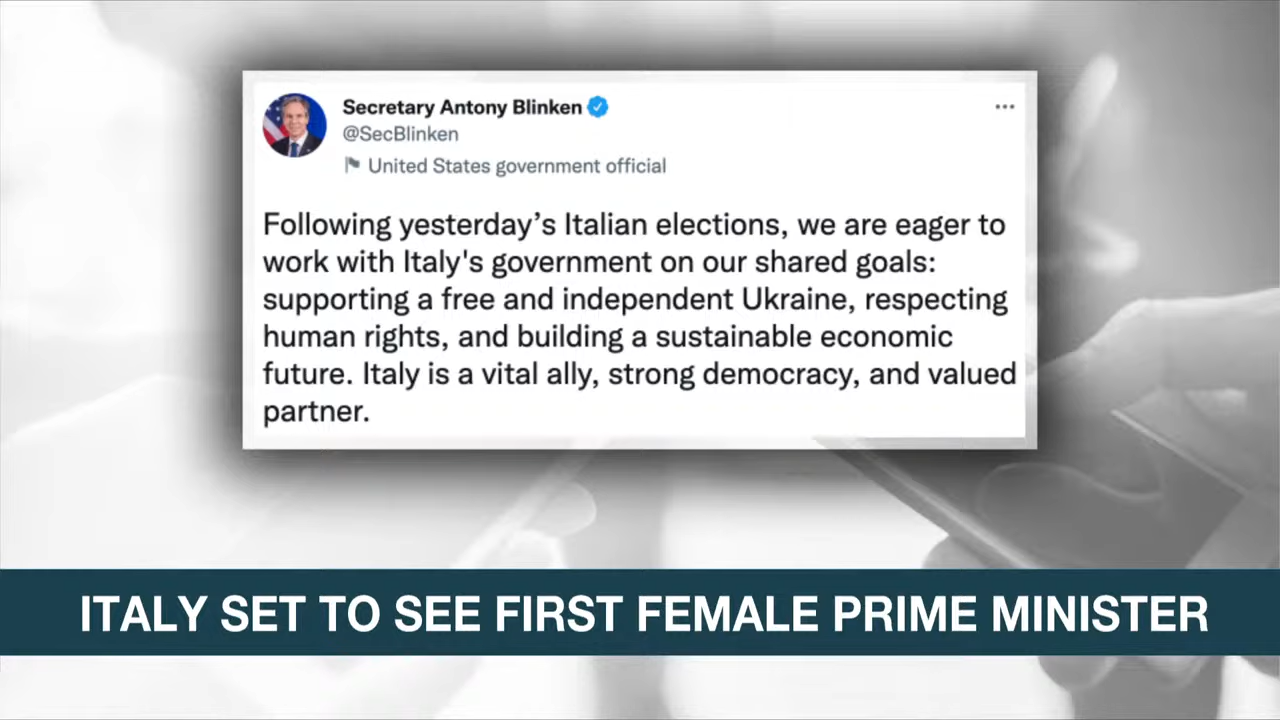 Secretary Antony Blinken
@SecBlinken
United States government official
Following yesterday’s Italian elections, we are eager to
work with Italy's government on our shared goals:
supporting a free and independent Ukraine, respecting
human rights, and building a sustainable economic
future. Italy is a vital ally, strong democracy, and valued
partner.
ITALY SET TO SEE FIRST FEMALE PRIME MINISTER